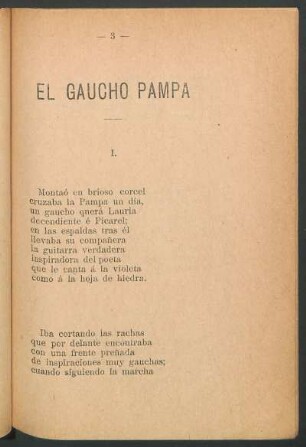 — 3 —
EL GAUCHO PAMPA
I.
Montaó en brioso corcel
cruzaba la Pampa un dia,
un gaucho qnerá Lauria
decendiente é Picarel;
en las espaldas tras él
llevaba su compañera
la guitarra verdadera
inspiradora del poeta
que le canta á la violeta
como á la hoja de hiedra.
Iba cortando las rachas
que por delante encontraba
con una frente preñada
de inspiraciones muy gauchas;
cuando siguiendo la marcha